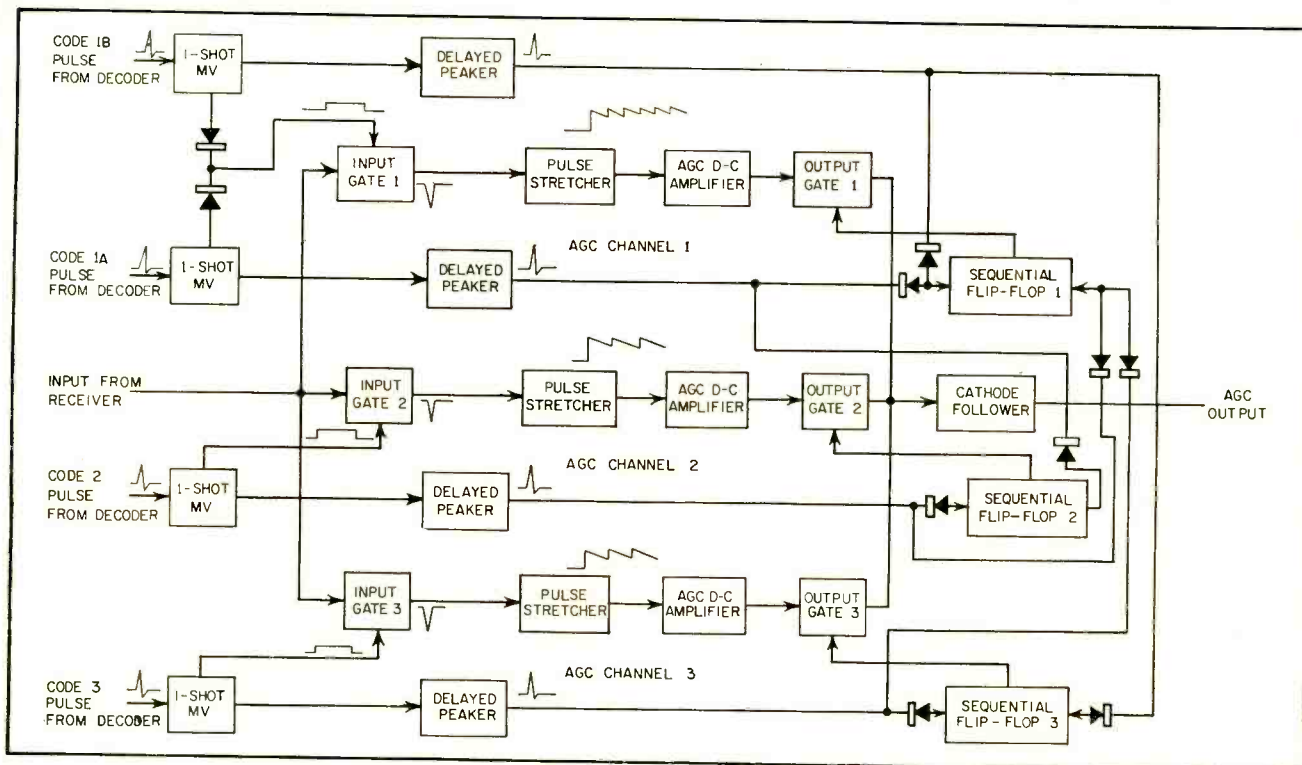 CODE 1B
PULSE
FROM DECODER
1-SHOT
MV
DELAYED
PEAKER
INPUT
GATE 1
PULSE
STRETCHER
AGC D-C
AMPLIFIER
OUTPUT
GATE 1
CODE 1A
PULSE
FROM DECODER
1-SHOT
MV
DELAYED
PEAKER
AGC CHANNEL 1
SEQUENTIAL
FLIP-FLOP 1
INPUT FROM
RECEIVER
INPUT
GATE 2
PULSE
STRETCHER
AGC D-C
AMPLIFIER
OUTPUT
GATE 2
CATHODE
FOLLOWER
AGC
OUTPUT
CODE 2
PULSE
FROM DECODER
1-SHOT
MV
DELAYED
PEAKER
AGC CHANNEL 2
SEQUENTIAL
FLIP-FLOP 2
INPUT
GATE 3
PULSE
STRETCHER
AGC D-C
AMPLIFIER
OUTPUT
GATE 3
CODE 3
PULSE
FROM DECODER
1-SHOT
MV
DELAYED
PEAKER
AGC CHANNEL 3
SEQUENTIAL
FLIP-FLOP 3